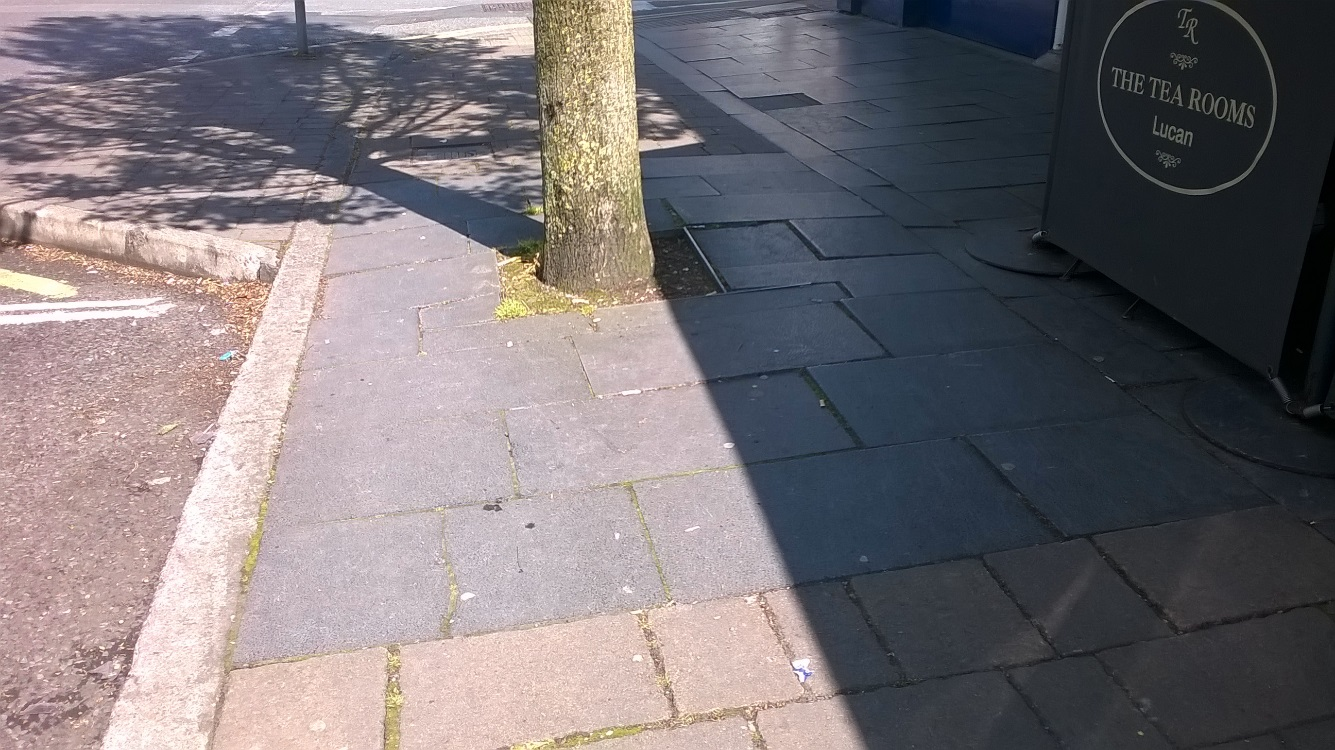 TR
THE TEA ROOMS
Lucan